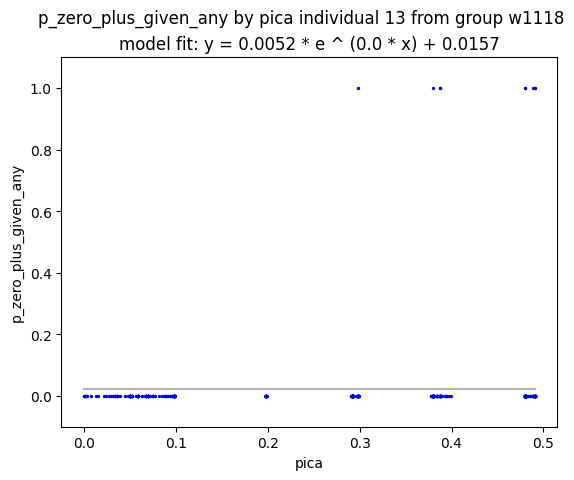 p_zero_plus_given_any by pica individual 13 from group w1118
model fit: y = 0.0052 * e ^ (0.0 * x) + 0.0157
1.0
0.8
0.6
0.4
0.2
0.0
p_zero_plus_given_any
0.0 0.1 0.2 0.3 0.4 0.5
pica